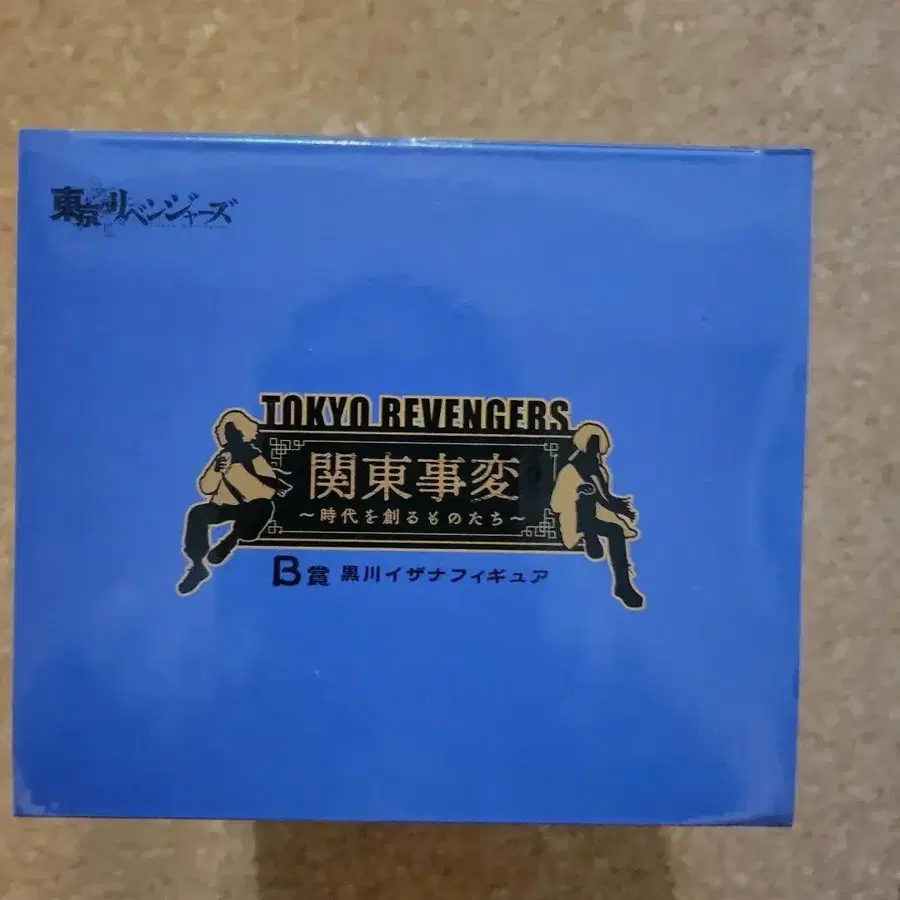 東京リベンジャーズ
TOKYO REVENGERS
関東事変
～時代を創るものたち～
B賞 黒川イザナフィギュア